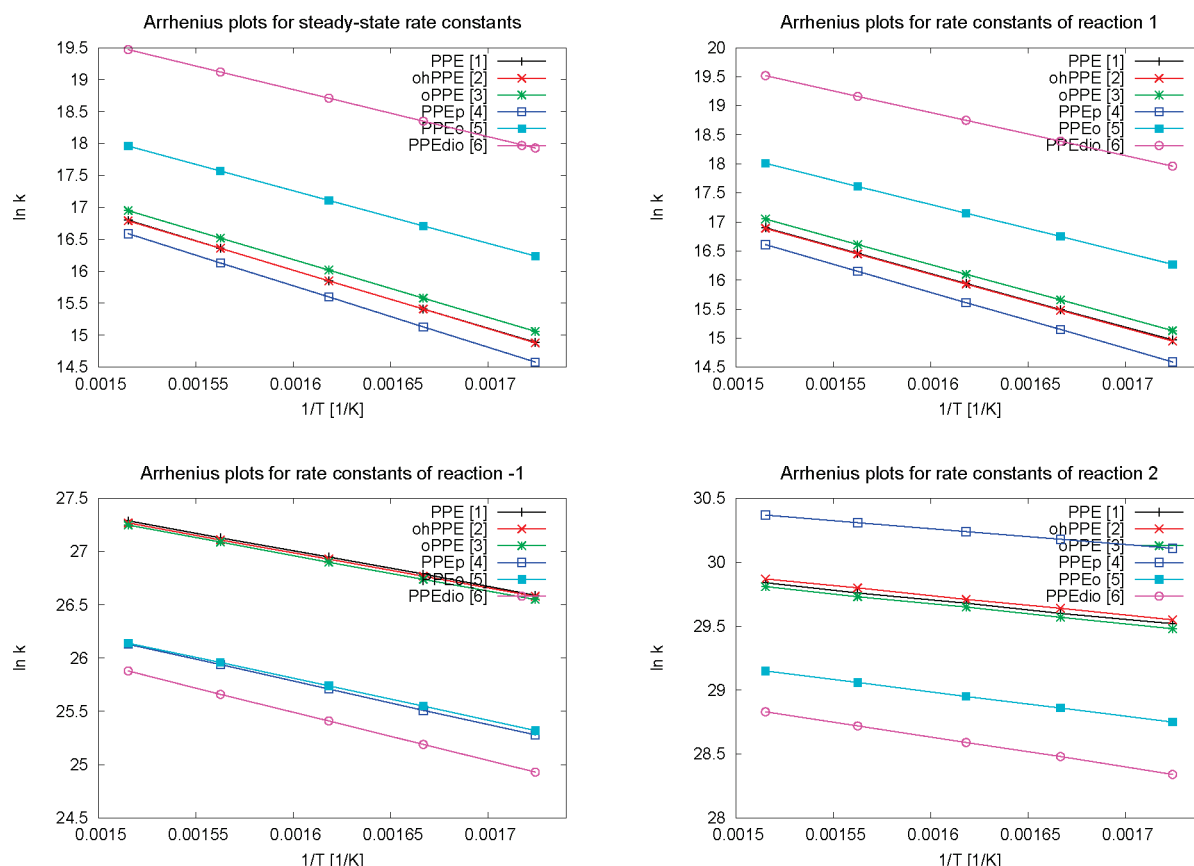 Arrhenius plots for steady-state rate constants
19.5
19
18.5
18
17.5
17
16.5
16
15.5
15
14.5
ln k
PPE [1]
ohPPE [2]
oPPE [3]
PPEp [4]
PPEo [5]
PPEdio [6]
0.0015 0.00155 0.0016 0.00165 0.0017
1/T [1/K]
Arrhenius plots for rate constants of reaction 1
20
19.5
19
18.5
18
17.5
17
16.5
16
15.5
15
14.5
ln k
PPE [1]
ohPPE [2]
oPPE [3]
PPEp [4]
PPEo [5]
PPEdio [6]
0.0015 0.00155 0.0016 0.00165 0.0017
1/T [1/K]
Arrhenius plots for rate constants of reaction -1
27.5
27
26.5
26
25.5
25
24.5
ln k
PPE [1]
ohPPE [2]
oPPE [3]
PPEp [4]
PPEo [5]
PPEdio [6]
0.0015 0.00155 0.0016 0.00165 0.0017
1/T [1/K]
Arrhenius plots for rate constants of reaction 2
30.5
30
29.5
29
28.5
28
ln k
PPE [1]
ohPPE [2]
oPPE [3]
PPEp [4]
PPEo [5]
PPEdio [6]
0.0015 0.00155 0.0016 0.00165 0.0017
1/T [1/K]